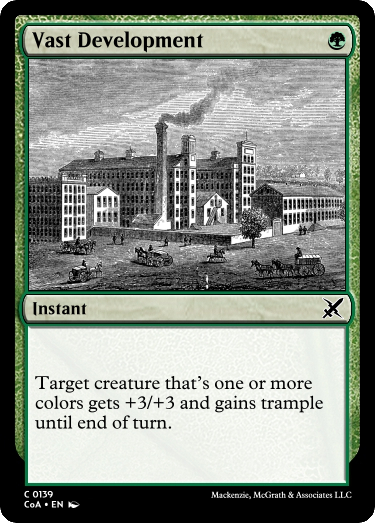 Vast Development
Instant
Target creature that's one or more
colors gets +3/+3 and gains trample
until end of turn.
C 0139
CoA • EN
Mackenzie, McGrath & Associates LLC